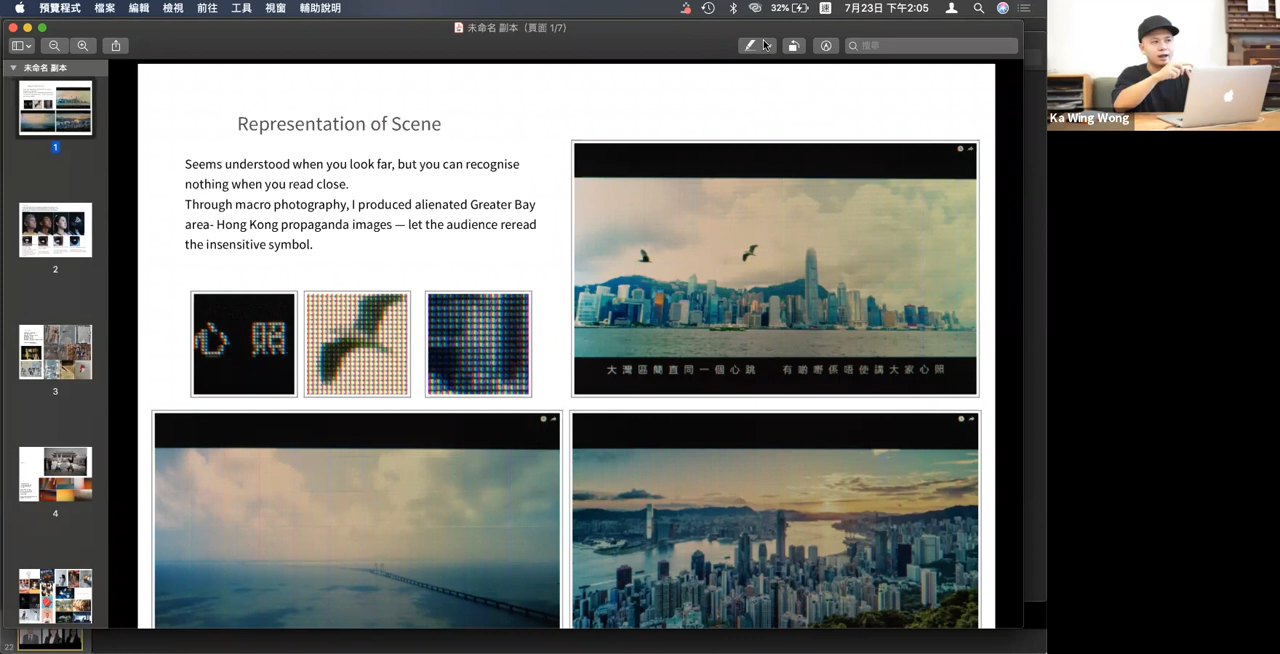 預覽程式 檔案 編輯 檢視 前往 工具 視窗 輔助說明
32% 速 7月23日 下午2:05
未命名 副本（頁面 1/7）
搜尋
未命名 副本
1
2
3
4
22
Representation of Scene
Seems understood when you look far, but you can recognise
nothing when you read close.
Through macro photography, I produced alienated Greater Bay
area- Hong Kong propaganda images — let the audience reread
the insensitive symbol.
心 照
大灣區簡直同一個心跳 有啲嘢係唔使講大家心照
Ka Wing Wong